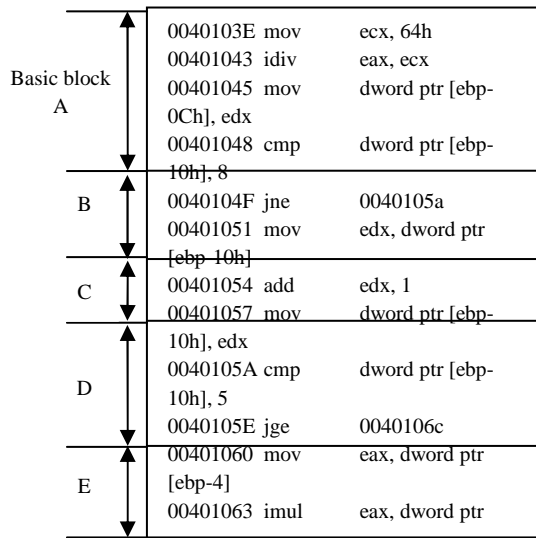 Basic block
A
B
C
D
E
0040103E mov ecx, 64h
00401043 idiv eax, ecx
00401045 mov dword ptr [ebp-
0Ch], edx
00401048 cmp dword ptr [ebp-
10h], 8
0040104F jne 0040105a
00401051 mov edx, dword ptr
[ebp-10h]
00401054 add edx, 1
00401057 mov dword ptr [ebp-
10h], edx
0040105A cmp dword ptr [ebp-
10h], 5
0040105E jge 0040106c
00401060 mov eax, dword ptr
[ebp-4]
00401063 imul eax, dword ptr